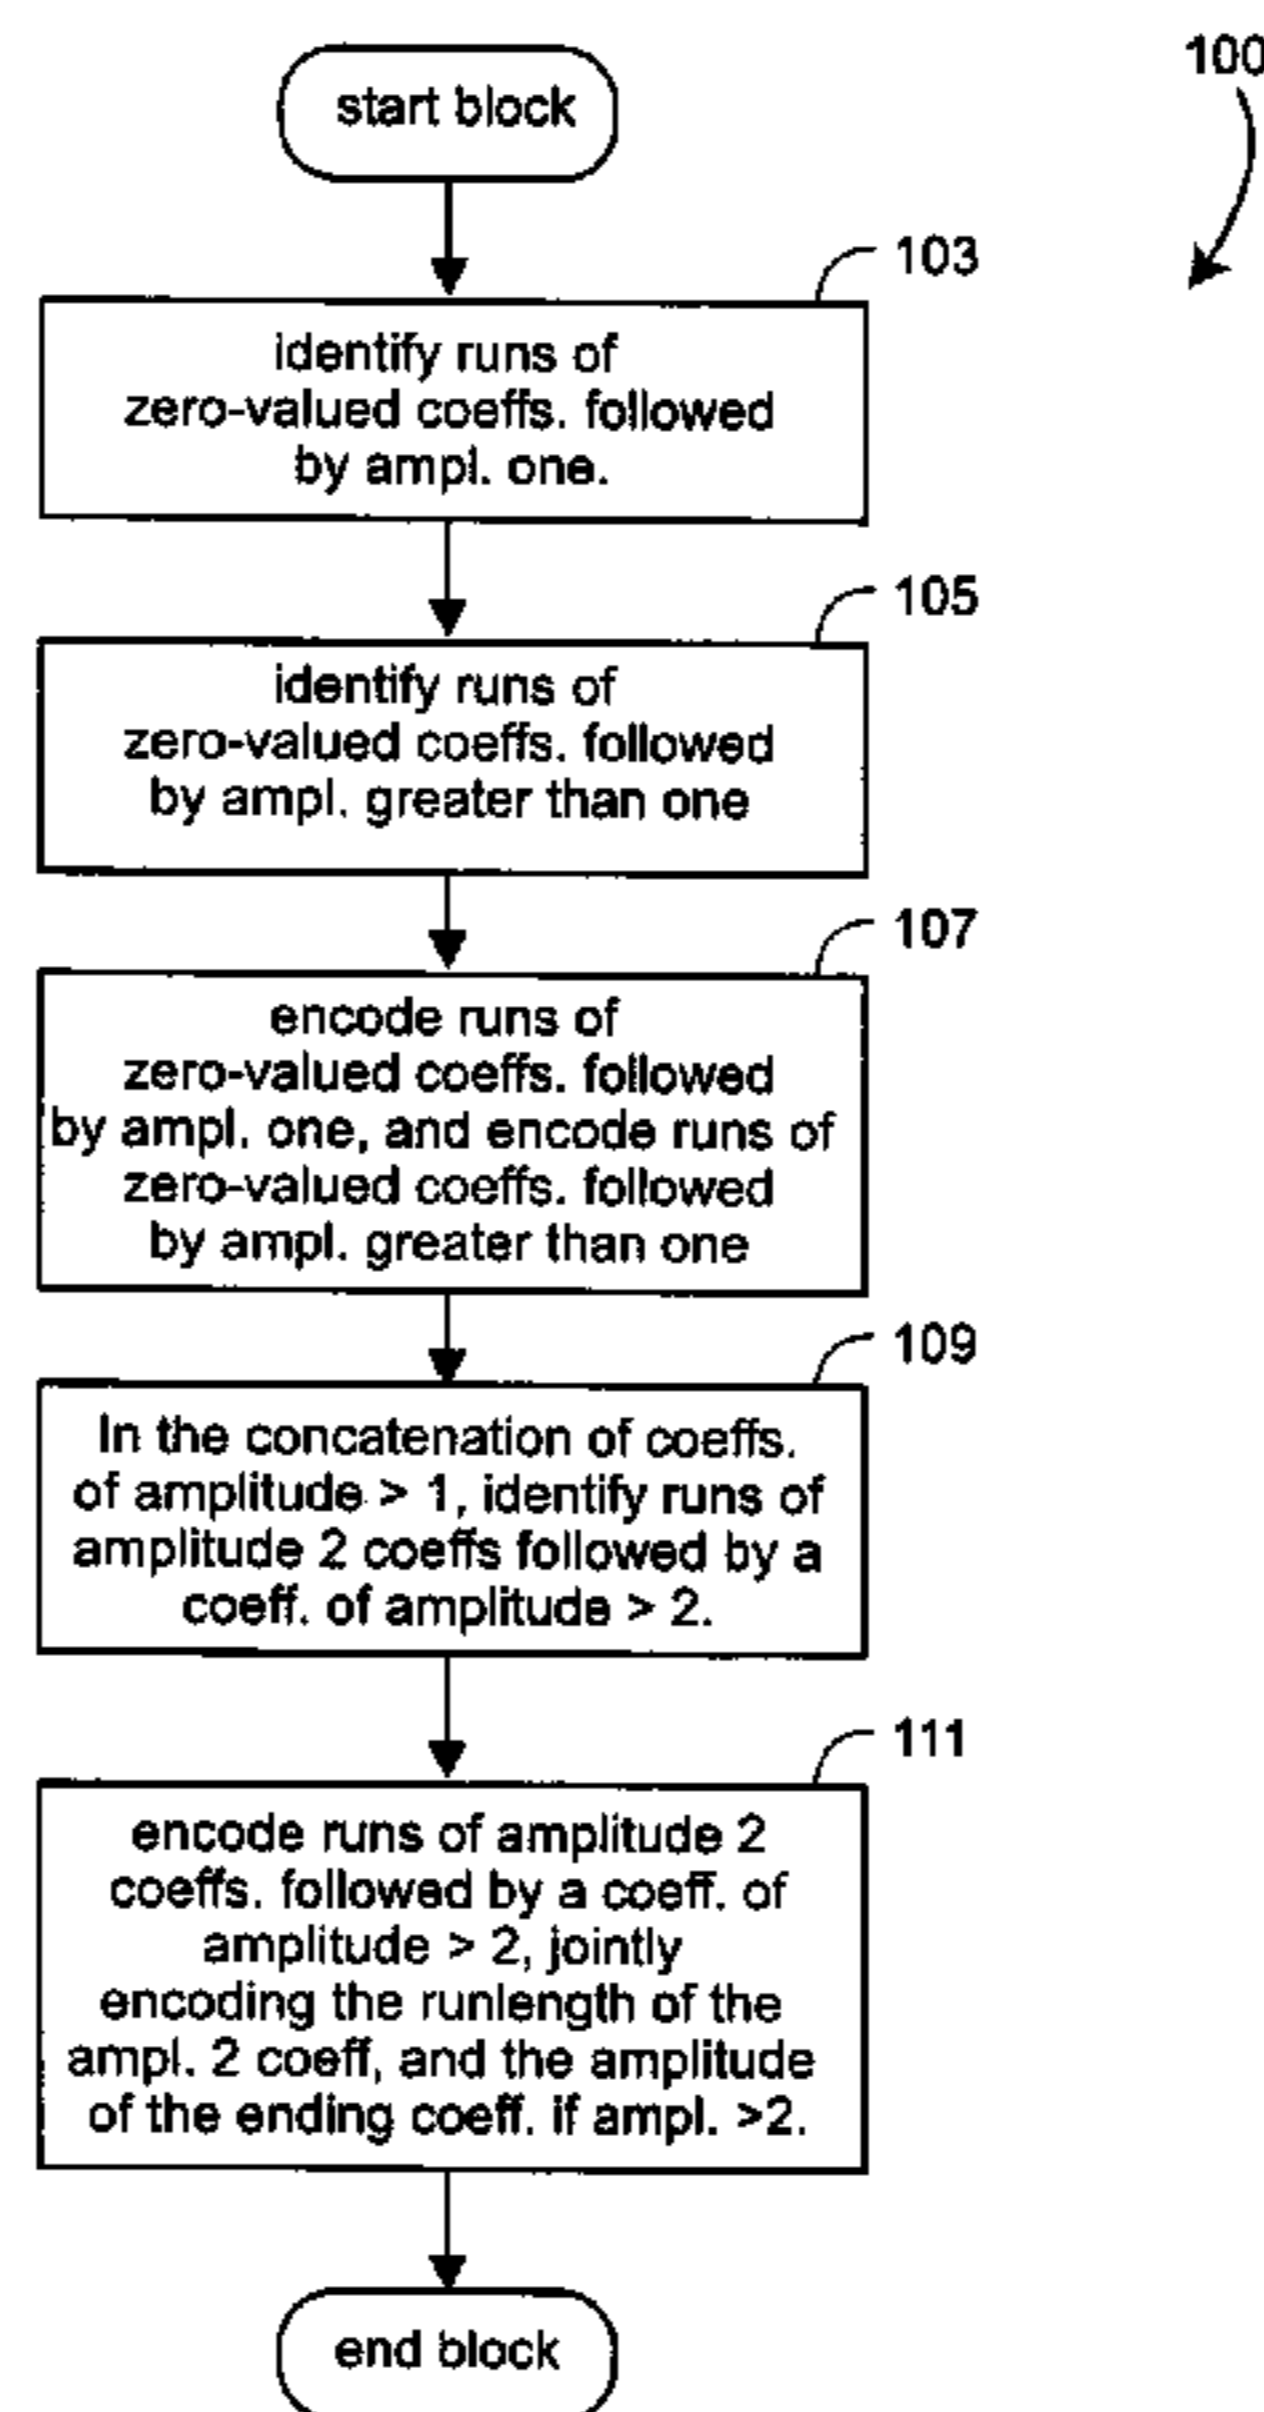 100
start block
103
identify runs of
zero-valued coeffs. followed
by ampl. one.
105
identify runs of
zero-valued coeffs. followed
by ampl. greater than one
107
encode runs of
zero-valued coeffs. followed
by ampl. one, and encode runs of
zero-valued coeffs. followed
by ampl. greater than one
109
In the concatenation of coeffs.
of amplitude > 1, identify runs of
amplitude 2 coeffs followed by a
coeff. of amplitude > 2.
111
encode runs of amplitude 2
coeffs. followed by a coeff. of
amplitude > 2, jointly
encoding the runlength of the
ampl. 2 coeff, and the amplitude
of the ending coeff. if ampl. >2.
end block